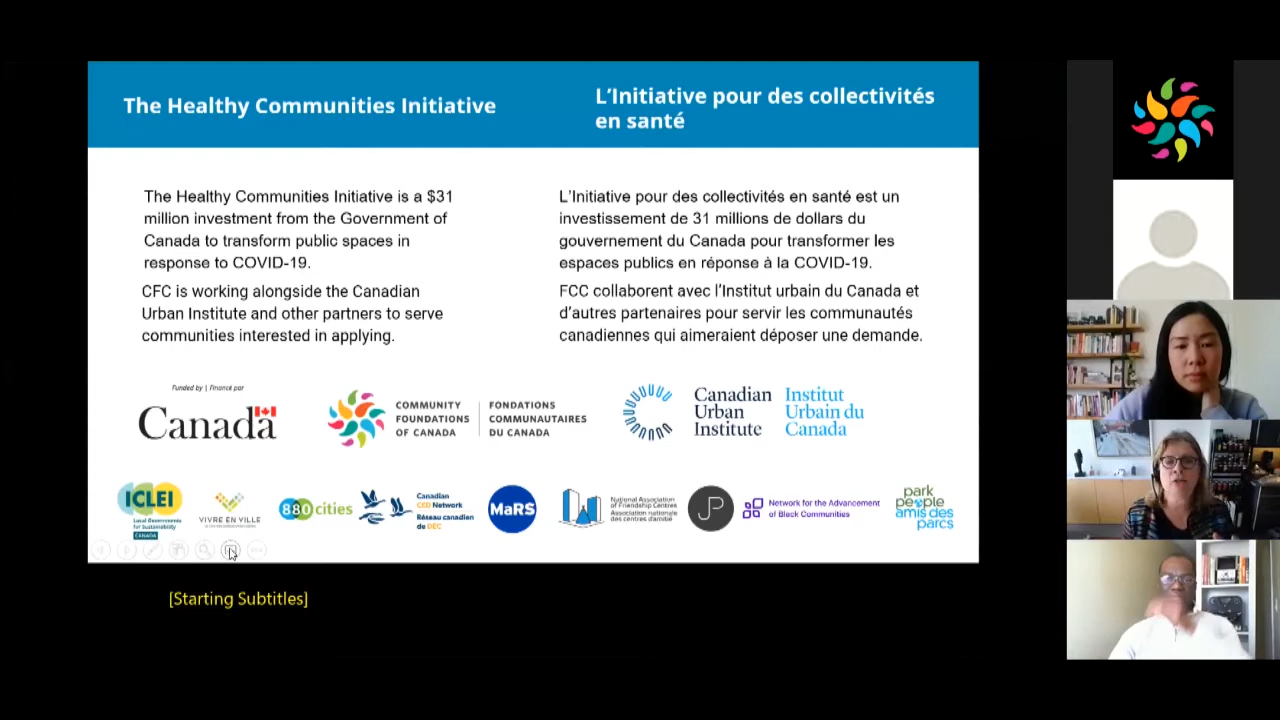 The Healthy Communities Initiative
L'Initiative pour des collectivités
en santé
The Healthy Communities Initiative is a $31
million investment from the Government of
Canada to transform public spaces in
response to COVID-19.
CFC is working alongside the Canadian
Urban Institute and other partners to serve
communities interested in applying.
L'Initiative pour des collectivités en santé est un
investissement de 31 millions de dollars du
gouvernement du Canada pour transformer les
espaces publics en réponse à la COVID-19.
FCC collaborent avec l'Institut urbain du Canada et
d'autres partenaires pour servir les communautés
canadiennes qui aimeraient déposer une demande.
Funded by | Financé par
Canada
COMMUNITY
FOUNDATIONS
OF CANADA
FONDATIONS
COMMUNAUTAIRES
DU CANADA
Canadian
Urban
Institute
Institut
Urbain du
Canada
ICLEI
Local Governments
for Sustainability
CANADA
VIVRE EN VILLE
880 cities
Canadian
CED Network
Réseau canadien
de DÉC
MaRS
National Association
of Friendship Centres
Association nationale
des centres d'amitié
JP
Network for the Advancement
of Black Communities
park
people
amis des
parcs
[Starting Subtitles]